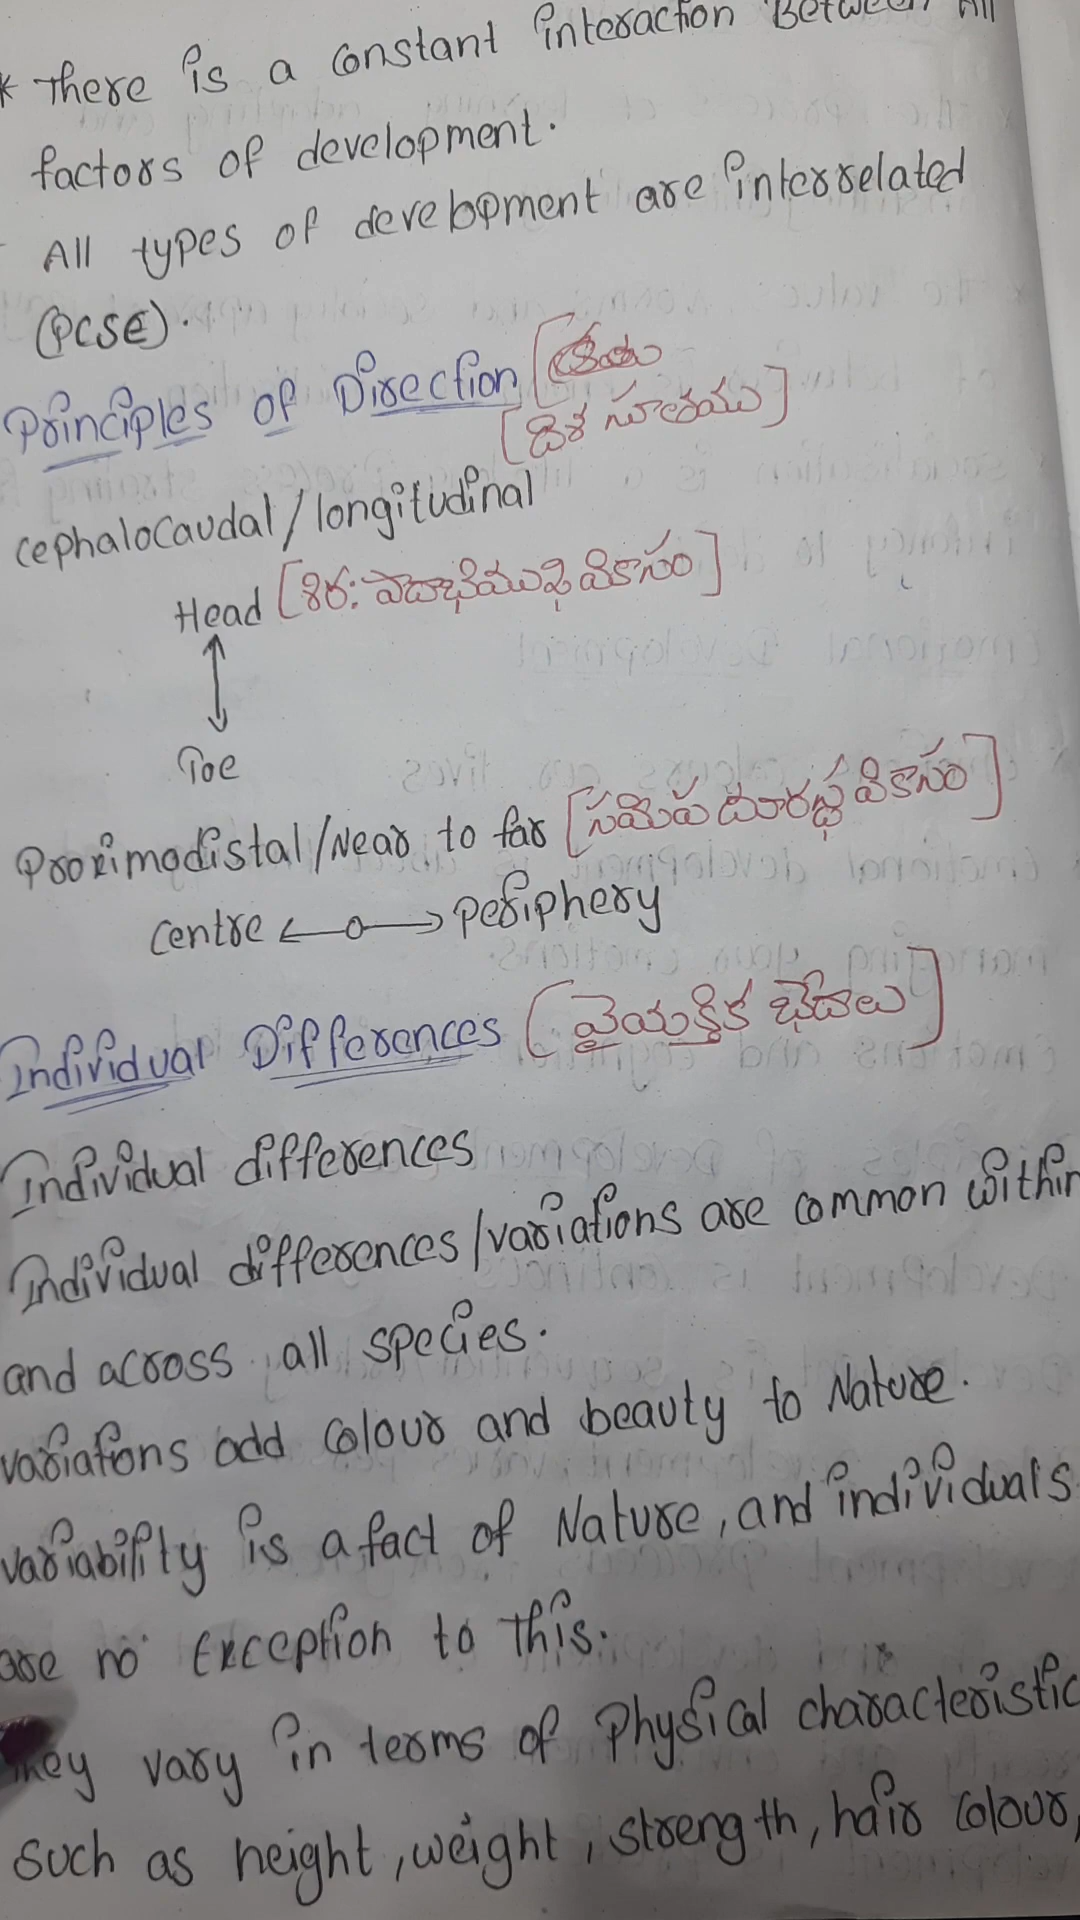 * There is a constant interaction Between All
factors of development.
- All types of development are interrelated
(PCSE).
Principles of Direction
[దిశ సూత్రము]
cephalocaudal/longitudinal
Head [శిర: పాదాభిముఖ వికాసం]
Toe
Proximodistal/Near to far [సమీప దూరస్థ వికాసం]
centre ←o→ periphery
Individual Differences (వైయక్తిక భేదాలు)
Individual differences
Individual differences/variations are common within
and across all species.
variations add colour and beauty to Nature.
variability is a fact of Nature, and individuals
are no exception to this.
They vary in terms of Physical characteristic
such as height, weight, strength, hair colour,